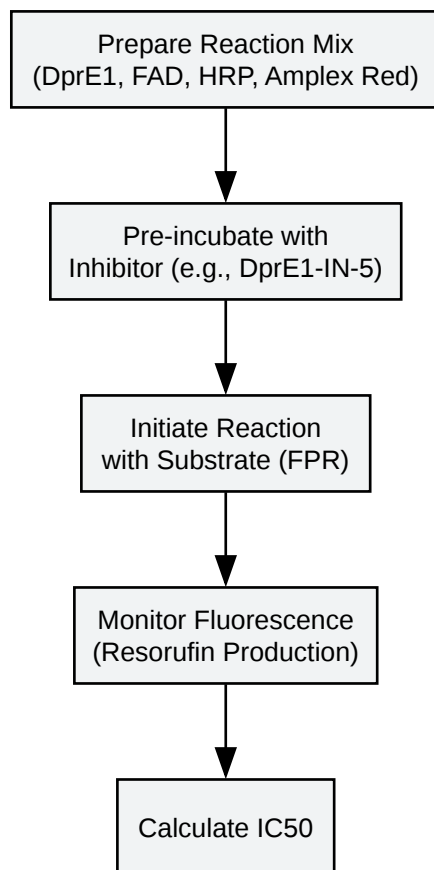 Prepare Reaction Mix
(DprE1, FAD, HRP, Amplex Red)
Pre-incubate with
Inhibitor (e.g., DprE1-IN-5)
Initiate Reaction
with Substrate (FPR)
Monitor Fluorescence
(Resorufin Production)
Calculate IC50